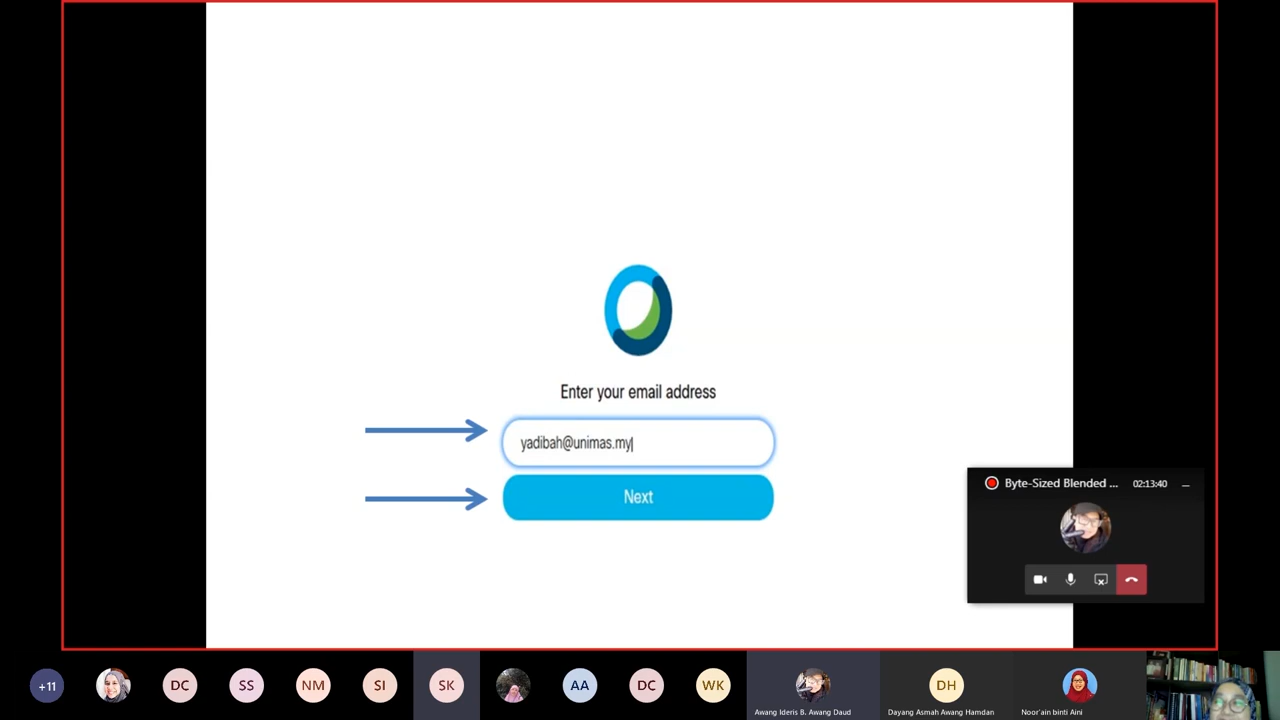 Enter your email address
yadibah@unimas.my
Next
Byte-Sized Blended ... 02:13:40
+11 DC SS NM SI SK AA DC WK DH
Awang Ideris B. Awang Daud Dayang Asmah Awang Hamdan Noor'ain binti Aini